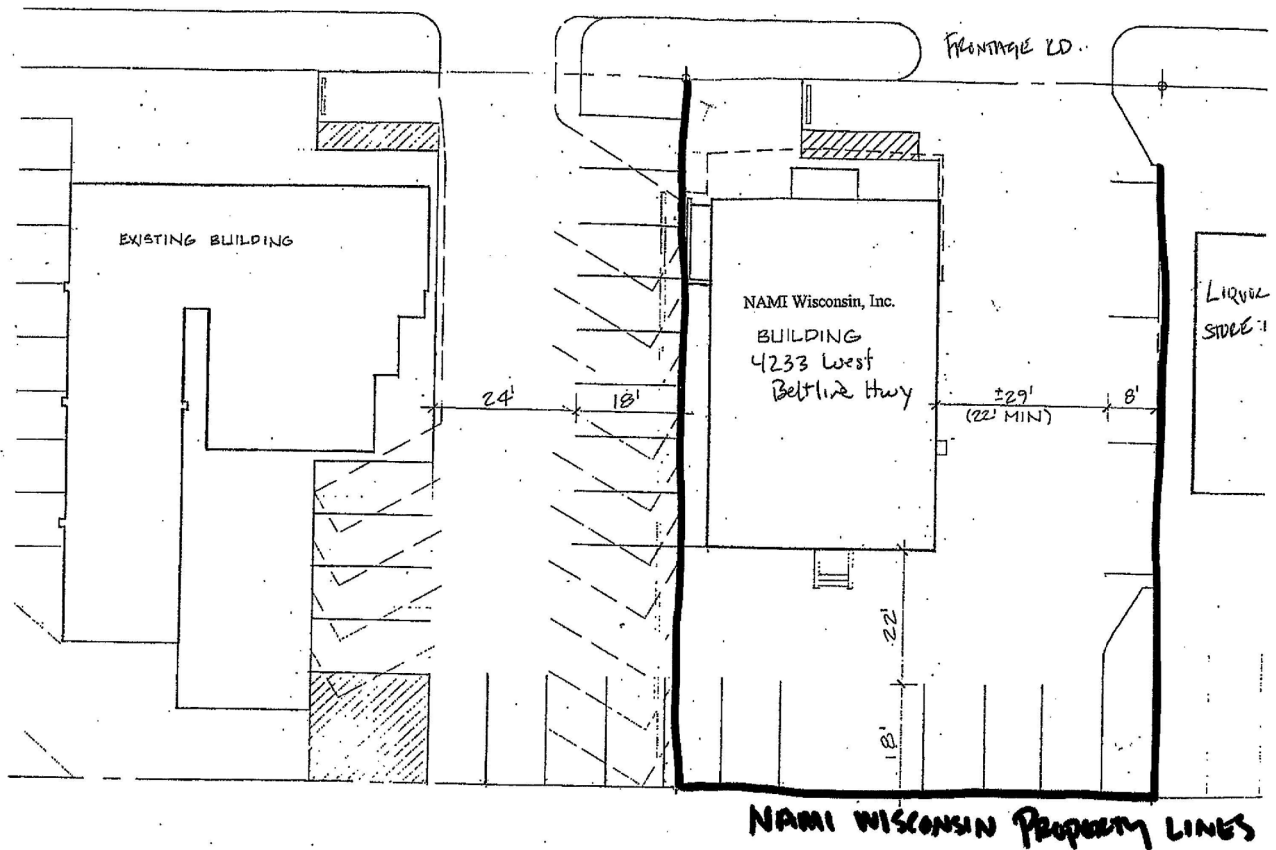 FRONTAGE RD.
EXISTING BUILDING
NAMI Wisconsin, Inc.
BUILDING
4233 West
Beltline Hwy
LIQUOR
STORE
24'
18'
±29'
(22' MIN)
8'
22'
18'
NAMI WISCONSIN PROPERTY LINES